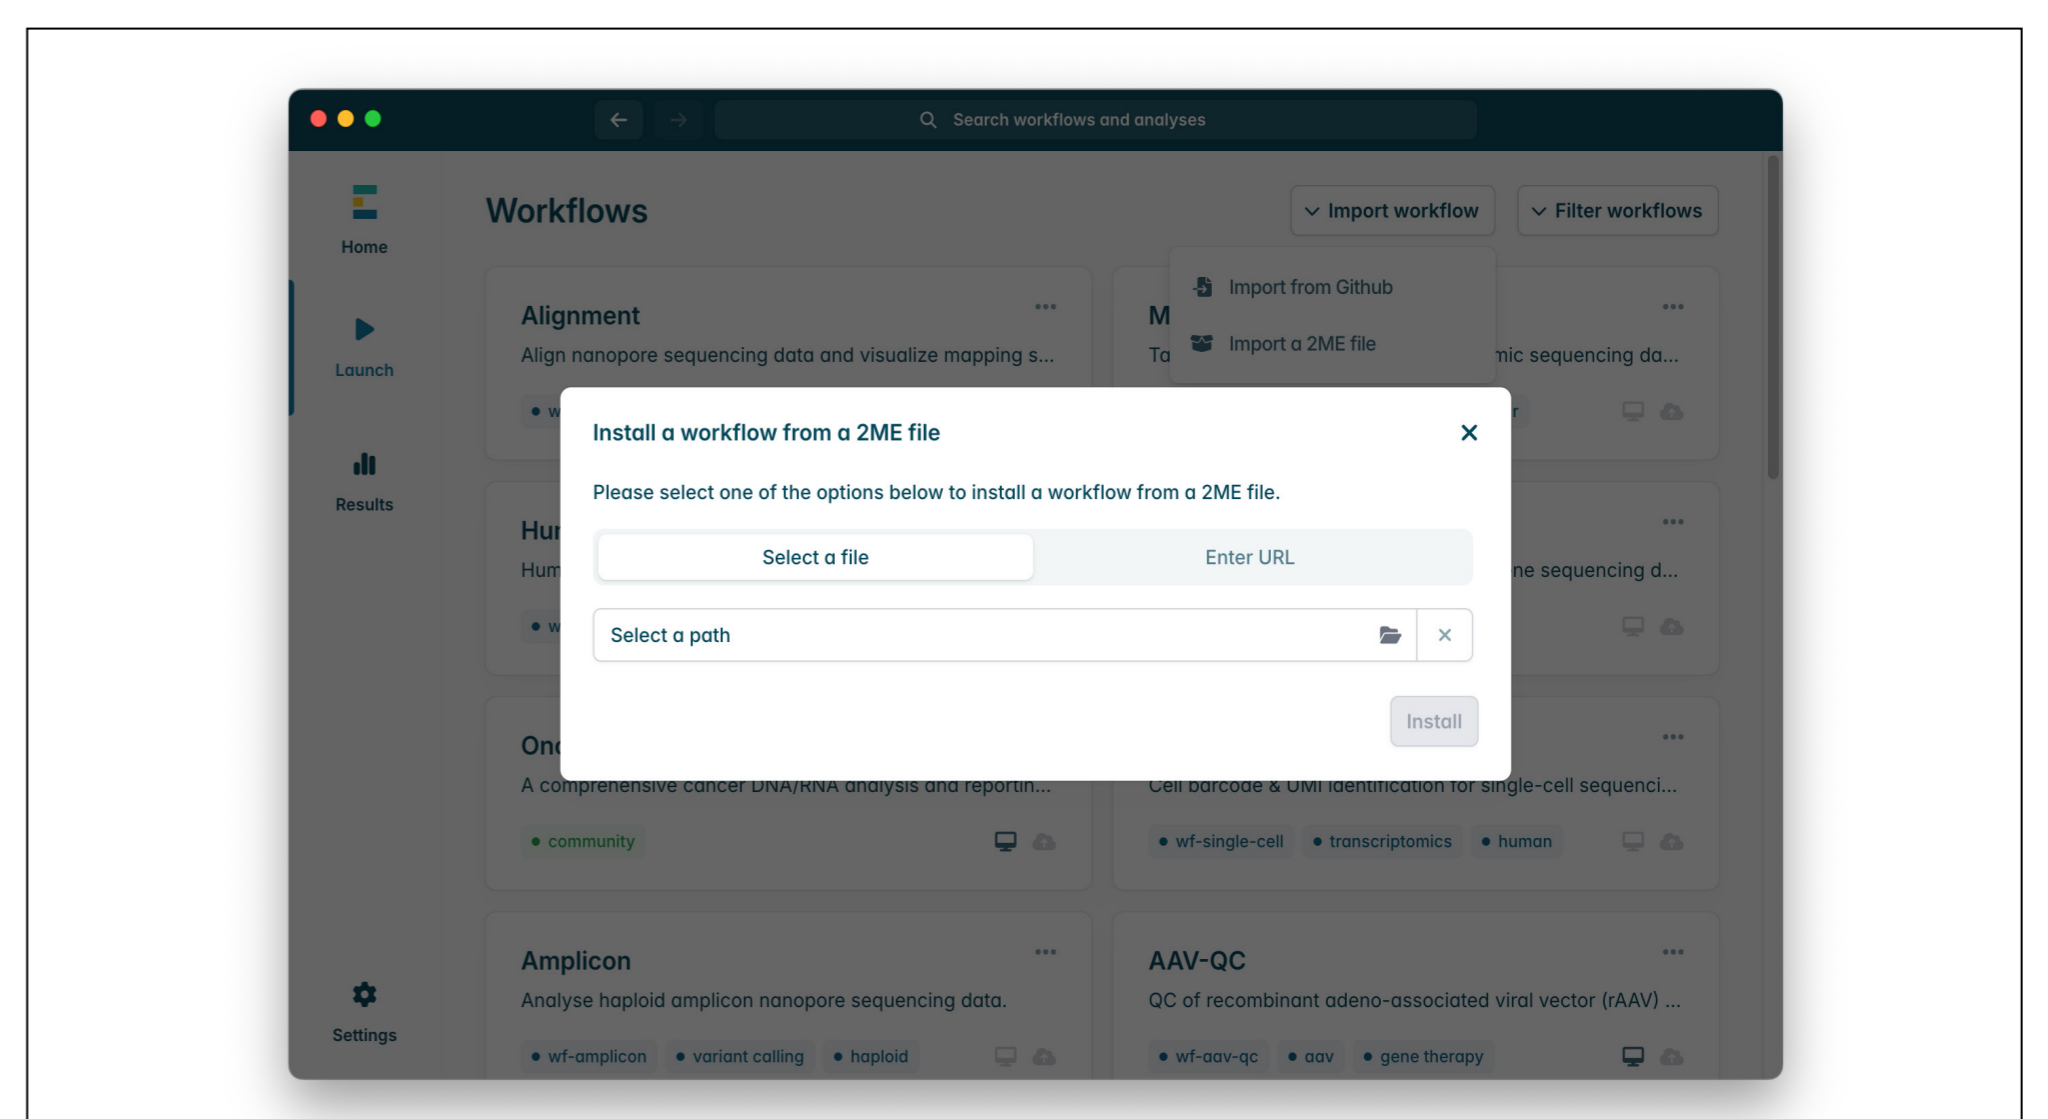 Search workflows and analyses
Home
Workflows
Import workflow
Filter workflows
Import from Github
Import a 2ME file
Alignment
Align nanopore sequencing data and visualize mapping s...
M
Ta
mic sequencing da...
Launch
w
r
Install a workflow from a 2ME file
Please select one of the options below to install a workflow from a 2ME file.
Select a file
Enter URL
Select a path
Install
Results
Hum
ne sequencing d...
w
A comprehensive cancer DNA/RNA analysis and reportin...
Cell barcode & UMI identification for single-cell sequenci...
community
wf-single-cell
transcriptomics
human
Amplicon
Analyse haploid amplicon nanopore sequencing data.
wf-amplicon
variant calling
haploid
AAV-QC
QC of recombinant adeno-associated viral vector (rAAV) ...
wf-aav-qc
aav
gene therapy
Settings